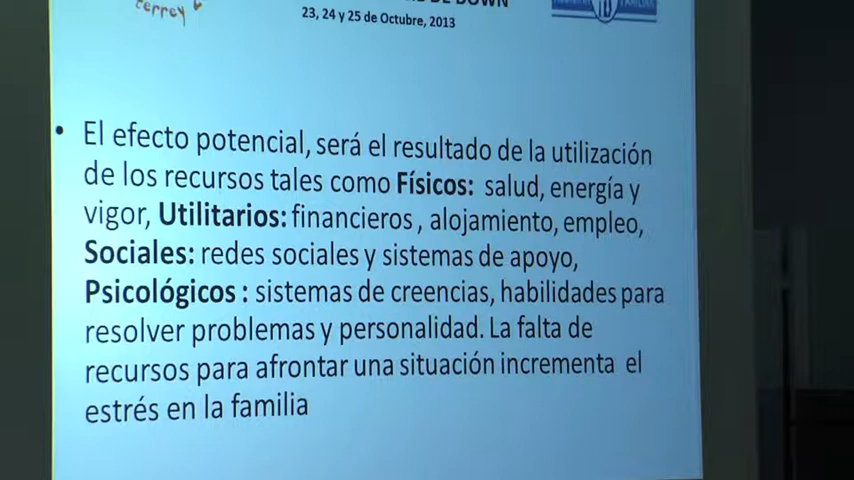 terrey
DE DOWN
23, 24 y 25 de Octubre, 2013
• El efecto potencial, será el resultado de la utilización
de los recursos tales como Físicos: salud, energía y
vigor, Utilitarios: financieros , alojamiento, empleo,
Sociales: redes sociales y sistemas de apoyo,
Psicológicos : sistemas de creencias, habilidades para
resolver problemas y personalidad. La falta de
recursos para afrontar una situación incrementa el
estrés en la familia